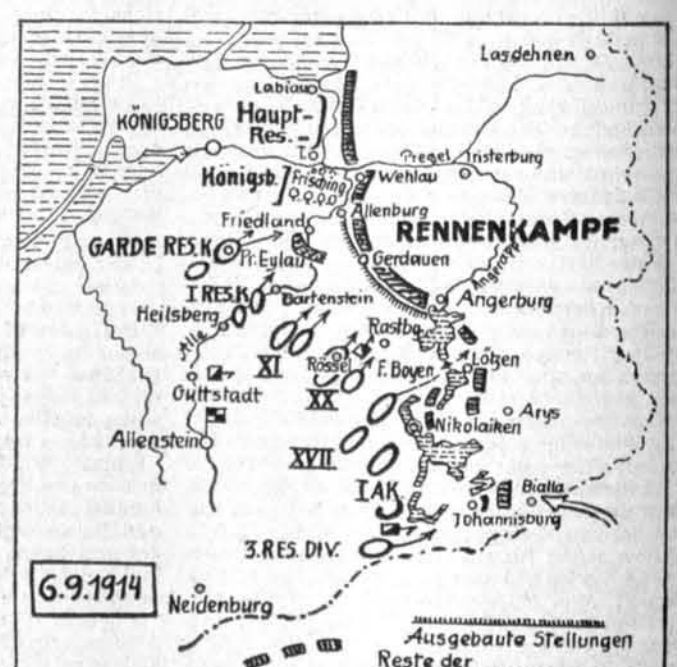 Lasdehnen
Labiau
Haupt-
Res.
KÖNIGSBERG
T.
Pregel
Insterburg
Königsb.
Frisching
Wehlau
Allenburg
Friedland
RENNENKAMPF
GARDE RES.K
Pr. Eylau
Gerdauen
Angerapp
I RES.K
Bartenstein
Angerburg
Heilsberg
Rastbg.
Alle
XI
Rössel
F. Boyen
Lötzen
Guttstadt
XX
Arys
Allenstein
Nikolaiken
XVII.
I AK.
Bialla
Johannisburg
3. RES. DIV.
6.9.1914
Neidenburg
Ausgebaute Stellungen
Reste der